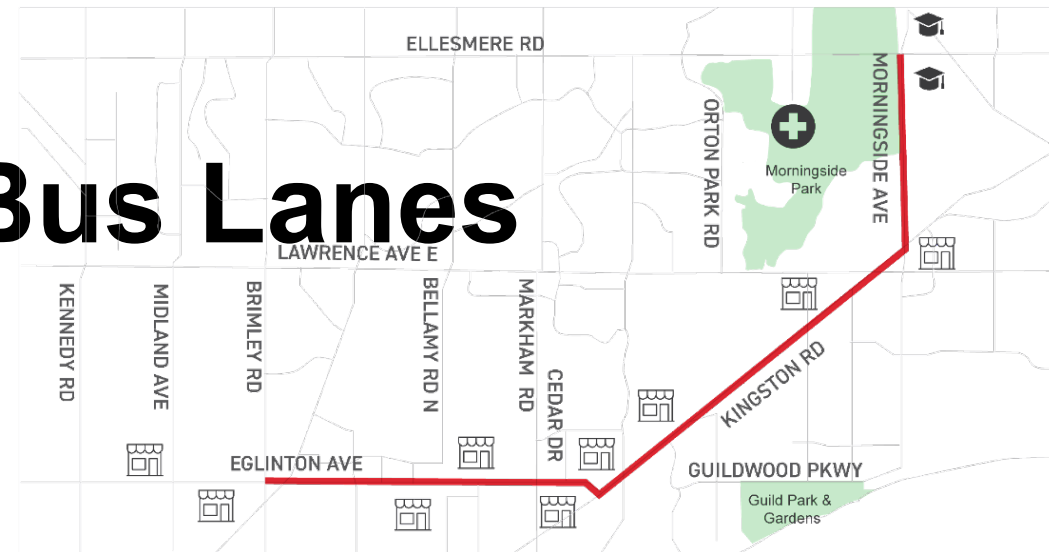 ELLESMERE RD
MORNINGSIDE AVE
ORTON PARK RD
Morningside
Park
Bus Lanes
LAWRENCE AVE E
KENNEDY RD
MIDLAND AVE
BRIMLEY RD
BELLAMY RD N
MARKHAM RD
CEDAR DR
KINGSTON RD
EGLINTON AVE
GUILDWOOD PKWY
Guild Park &
Gardens